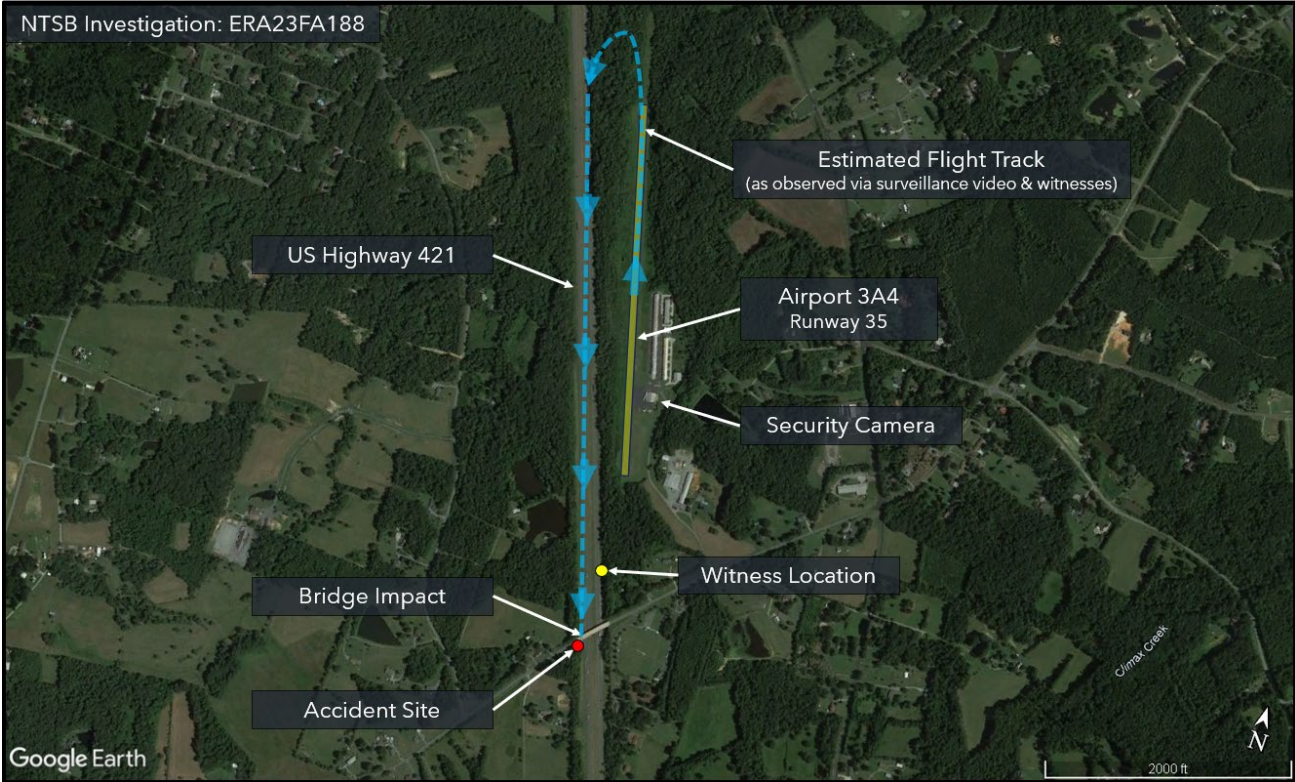 NTSB Investigation: ERA23FA188
Estimated Flight Track
(as observed via surveillance video & witnesses)
US Highway 421
Airport 3A4
Runway 35
Security Camera
Witness Location
Bridge Impact
Accident Site
Climax Creek
N
Google Earth
2000 ft